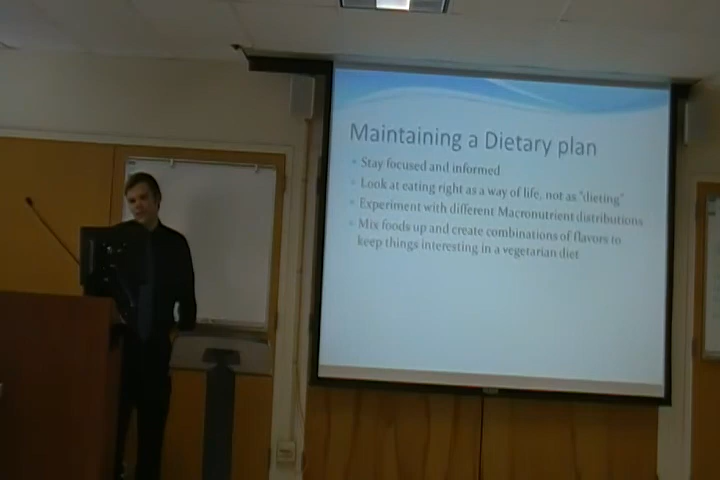 Maintaining a Dietary plan
Stay focused and informed
Look at eating right as a way of life, not as "dieting"
Experiment with different Macronutrient distributions
Mix foods up and create combinations of flavors to
keep things interesting in a vegetarian diet